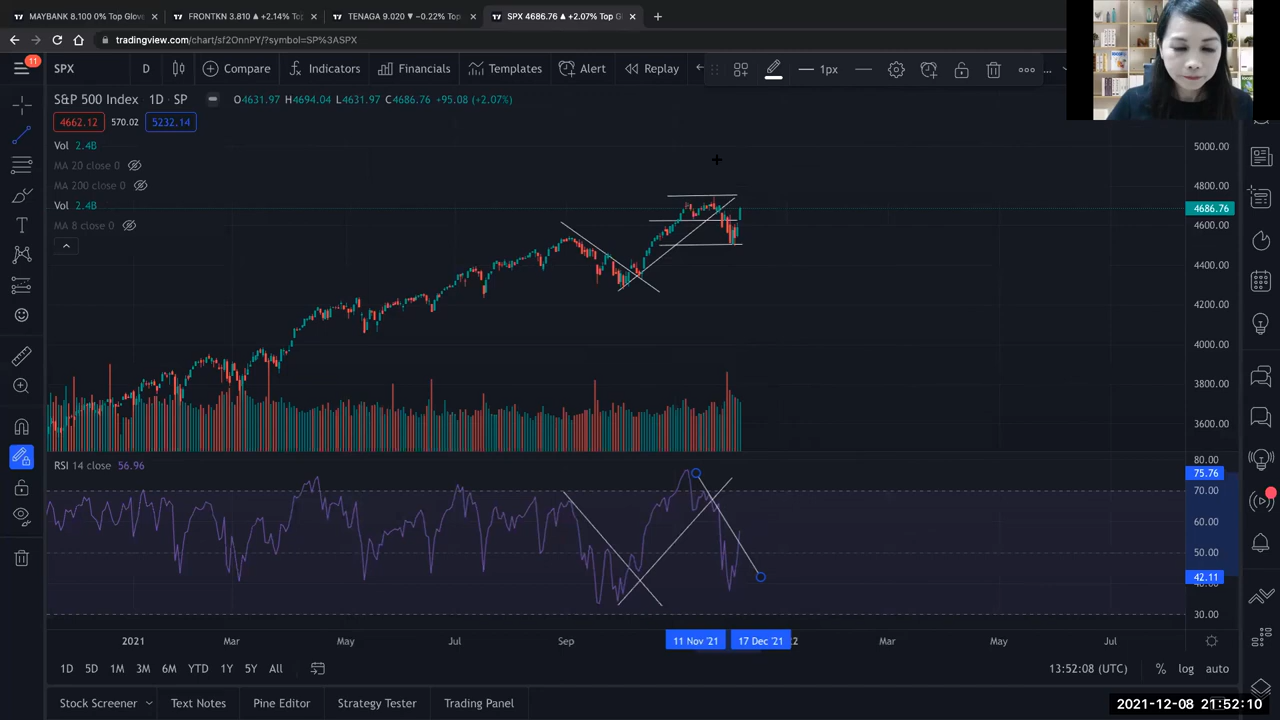 MAYBANK 8.100 0% Top Glove
FRONTKN 3.810 ▲ +2.14% Top Gl
TENAGA 9.020 ▼ −0.22% Top Gl
SPX 4686.76 ▲ +2.07% Top Gl
tradingview.com/chart/sf2OnnPY/?symbol=SP%3ASPX
11
SPX
D
Compare
Indicators
Financials
Templates
Alert
Replay
1px
S&P 500 Index 1D SP
O4631.97 H4694.04 L4631.97 C4686.76 +95.08 (+2.07%)
4662.12
570.02
5232.14
Vol 2.4B
MA 20 close 0
MA 200 close 0
Vol 2.4B
MA 8 close 0
5000.00
4800.00
4686.76
4600.00
4400.00
4200.00
4000.00
3800.00
3600.00
RSI 14 close 56.96
80.00
75.76
70.00
60.00
50.00
42.11
30.00
2021
Mar
May
Jul
Sep
11 Nov '21
17 Dec '21
Mar
May
Jul
1D
5D
1M
3M
6M
YTD
1Y
5Y
All
13:52:08 (UTC)
%
log
auto
Stock Screener
Text Notes
Pine Editor
Strategy Tester
Trading Panel
2021-12-08 21:52:10